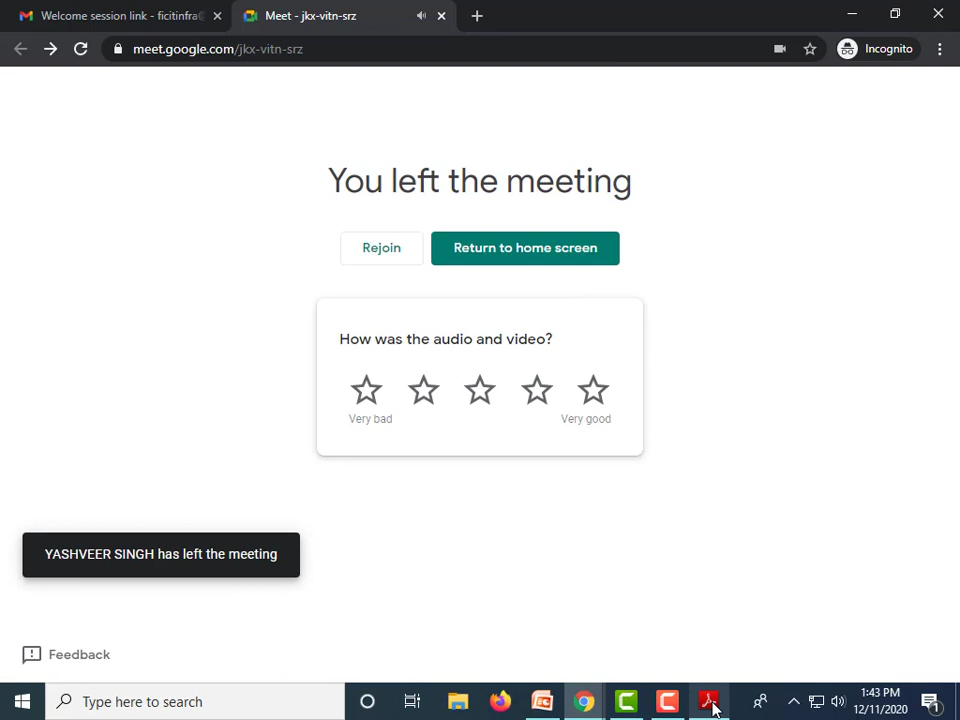 Welcome session link - ficitinfra@
Meet - jkx-vitn-srz
meet.google.com/jkx-vitn-srz
Incognito
You left the meeting
Rejoin
Return to home screen
How was the audio and video?
Very bad
Very good
YASHVEER SINGH has left the meeting
Feedback
Type here to search
1:43 PM
12/11/2020
1